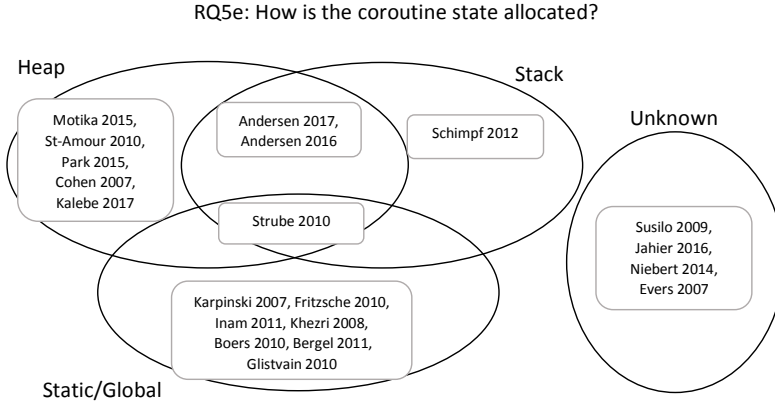 RQ5e: How is the coroutine state allocated?
Heap
Stack
Unknown
Motika 2015,
St-Amour 2010,
Park 2015,
Cohen 2007,
Kalebe 2017
Andersen 2017,
Andersen 2016
Schimpf 2012
Strube 2010
Susilo 2009,
Jahier 2016,
Niebert 2014,
Evers 2007
Karpinski 2007, Fritzsche 2010,
Inam 2011, Khezri 2008,
Boers 2010, Bergel 2011,
Glistvain 2010
Static/Global